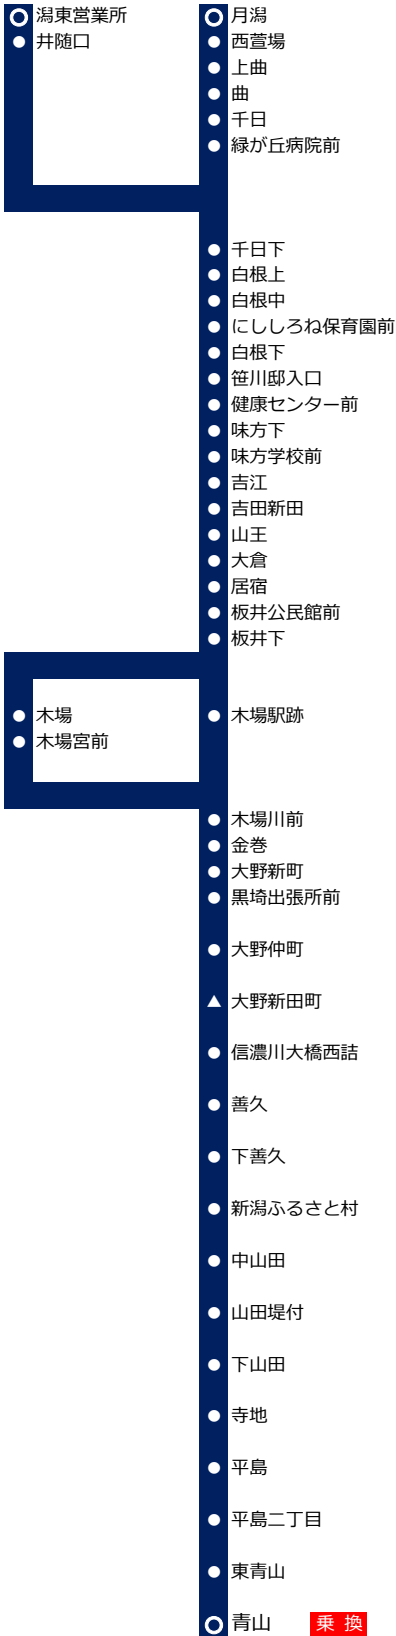 潟東営業所
井随口
月潟
西萱場
上曲
曲
千日
緑が丘病院前
千日下
白根上
白根中
にししろね保育園前
白根下
笹川邸入口
健康センター前
味方下
味方学校前
吉江
吉田新田
山王
大倉
居宿
板井公民館前
板井下
木場
木場宮前
木場駅跡
木場川前
金巻
大野新町
黒埼出張所前
大野仲町
大野新田町
信濃川大橋西詰
善久
下善久
新潟ふるさと村
中山田
山田堤付
下山田
寺地
平島
平島二丁目
東青山
青山 乗換